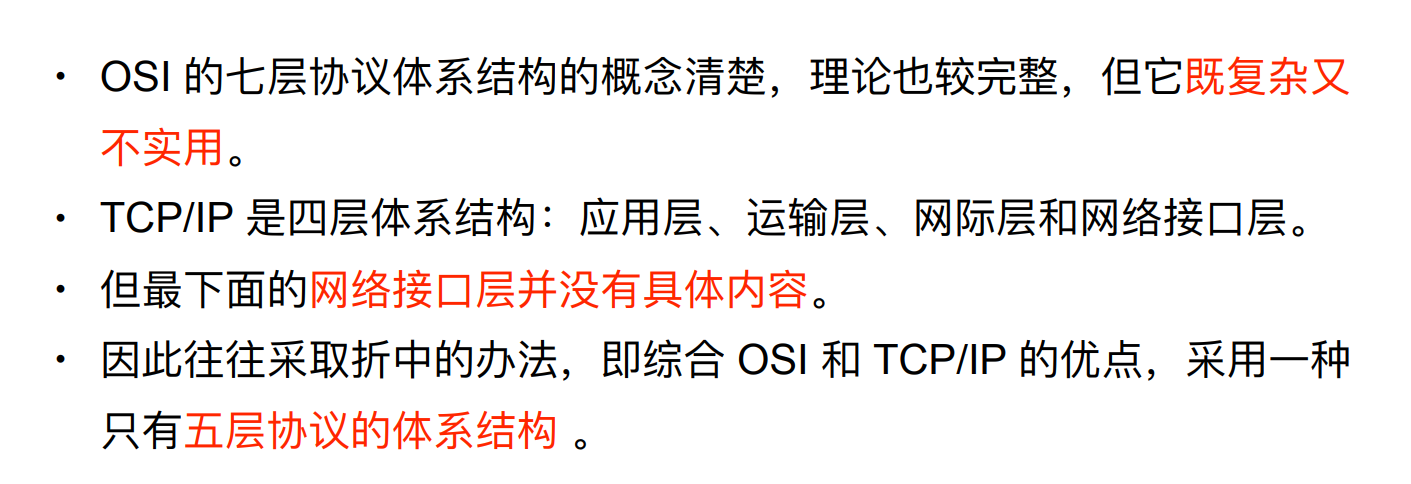 • OSI 的七层协议体系结构的概念清楚，理论也较完整，但它既复杂又
不实用。
• TCP/IP 是四层体系结构：应用层、运输层、网际层和网络接口层。
• 但最下面的网络接口层并没有具体内容。
• 因此往往采取折中的办法，即综合 OSI 和 TCP/IP 的优点，采用一种
只有五层协议的体系结构 。